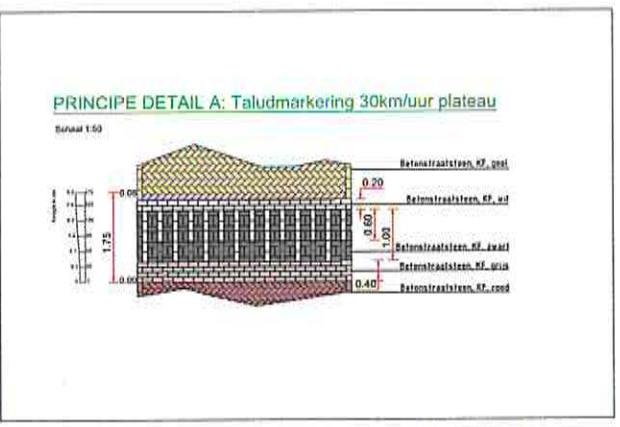 PRINCIPE DETAIL A: Taludmarkering 30km/uur plateau
Schaal 1:50
Betonstraatsteen, KF, geel
0.20
0.08
Betonstraatsteen, KF, wit
1.75
0.60
1.00
Betonstraatsteen, KF, zwart
Betonstraatsteen, KF, grijs
0.00
0.40
Betonstraatsteen, KF, rood